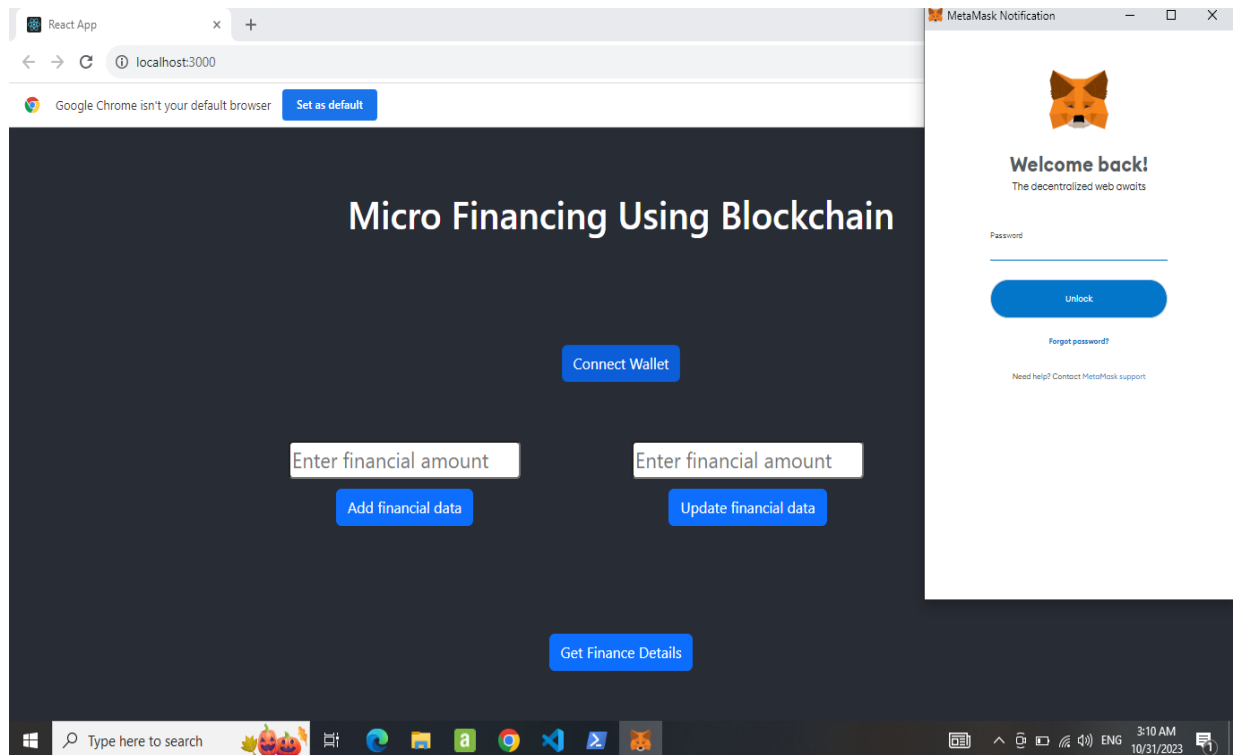 React App
MetaMask Notification
localhost:3000
Google Chrome isn't your default browser
Set as default
Welcome back!
The decentralized web awaits
Password
Unlock
Forgot password?
Need help? Contact MetaMask support
Micro Financing Using Blockchain
Connect Wallet
Enter financial amount
Enter financial amount
Add financial data
Update financial data
Get Finance Details
Type here to search
a
ENG
3:10 AM
10/31/2023